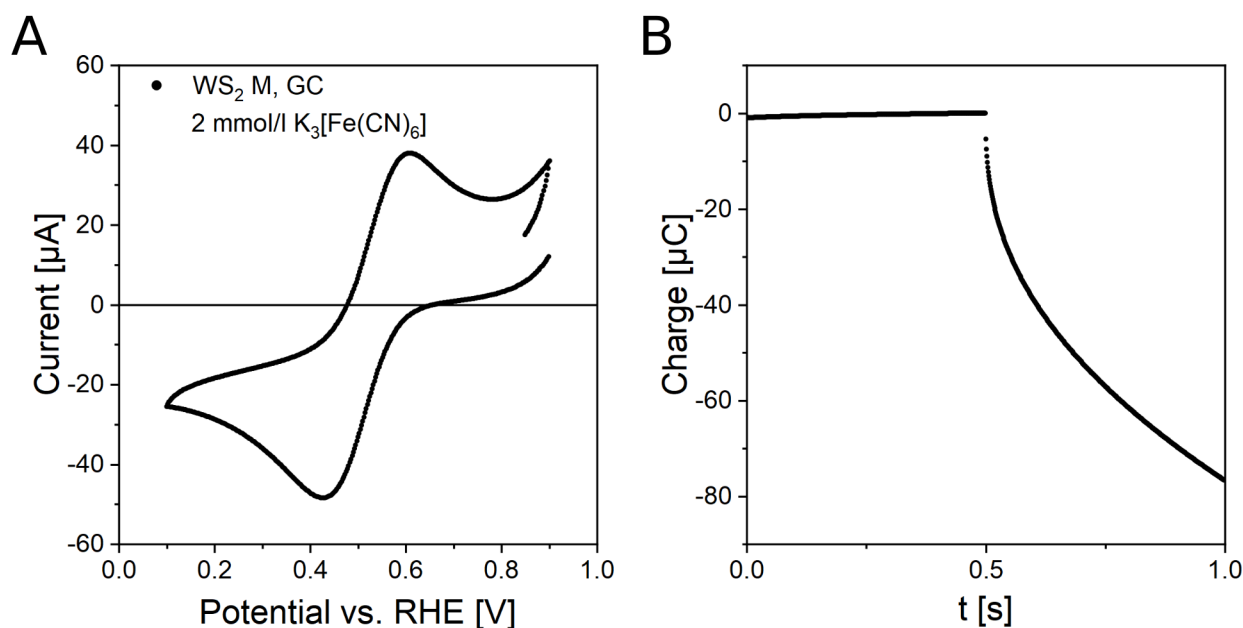 A
60
40
20
0
-20
-40
-60
Current [µA]
• WS₂ M, GC
2 mmol/l K₃[Fe(CN)₆]
0.0 0.2 0.4 0.6 0.8 1.0
Potential vs. RHE [V]
B
0
-20
-40
-60
-80
Charge [µC]
0.0 0.5 1.0
t [s]